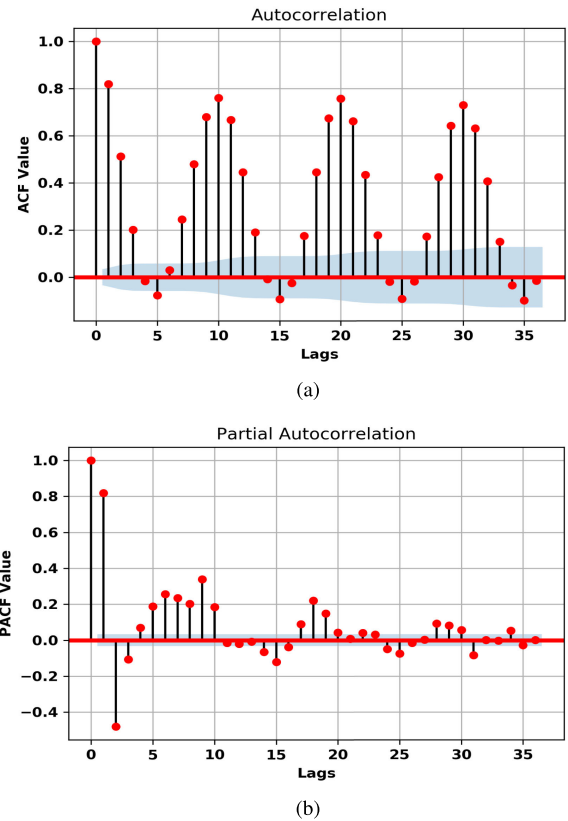 (a)
Autocorrelation
1.0
0.8
0.6
0.4
0.2
0.0
ACF Value
0 5 10 15 20 25 30 35
Lags
(a)
Partial Autocorrelation
1.0
0.8
0.6
0.4
0.2
0.0
−0.2
−0.4
PACF Value
0 5 10 15 20 25 30 35
Lags
(b)